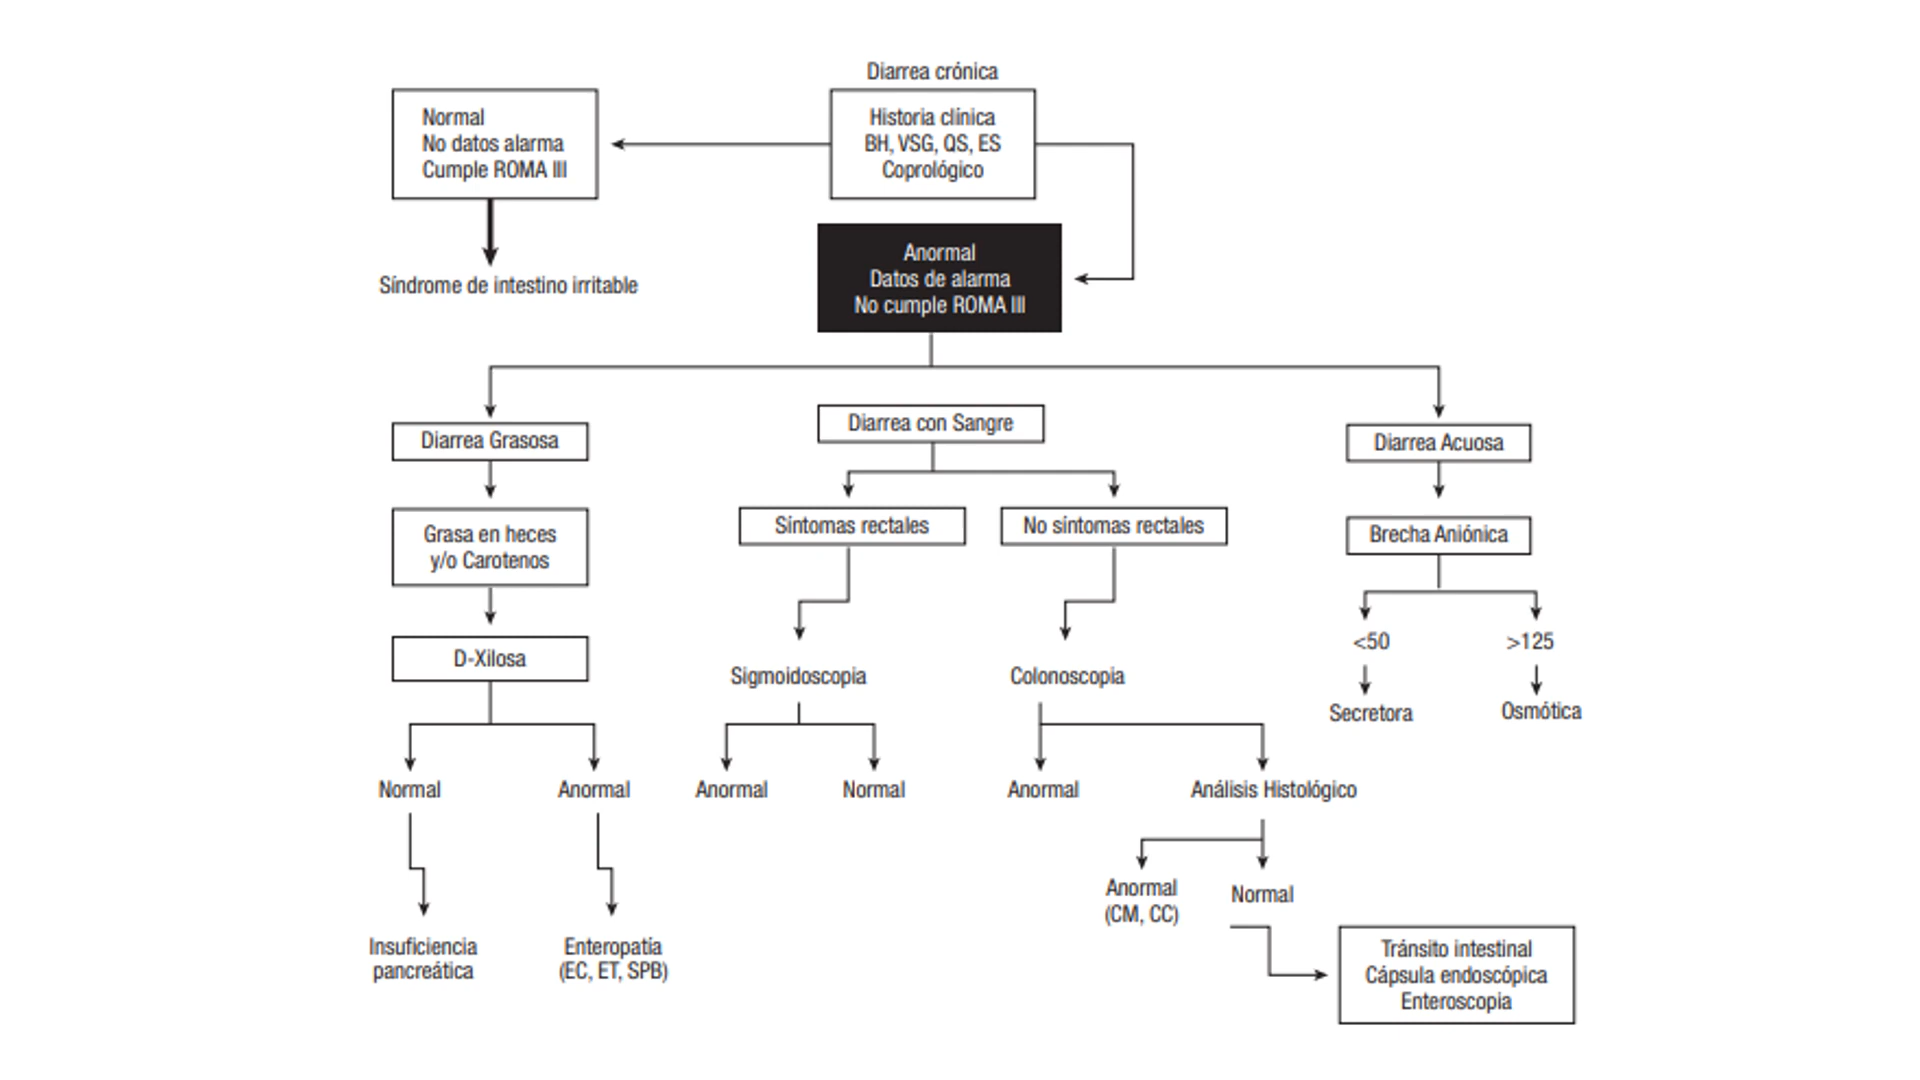 Diarrea crónica
Normal
No datos alarma
Cumple ROMA III
Historia clínica
BH, VSG, QS, ES
Coprológico
Síndrome de intestino irritable
Anormal
Datos de alarma
No cumple ROMA III
Diarrea Grasosa
Diarrea con Sangre
Diarrea Acuosa
Grasa en heces
y/o Carotenos
Síntomas rectales
No síntomas rectales
Brecha Aniónica
D-Xilosa
Sigmoidoscopia
Colonoscopia
<50
>125
Secretora
Osmótica
Normal
Anormal
Anormal
Normal
Anormal
Análisis Histológico
Anormal
(CM, CC)
Normal
Insuficiencia
pancreática
Enteropatía
(EC, ET, SPB)
Tránsito intestinal
Cápsula endoscópica
Enteroscopia